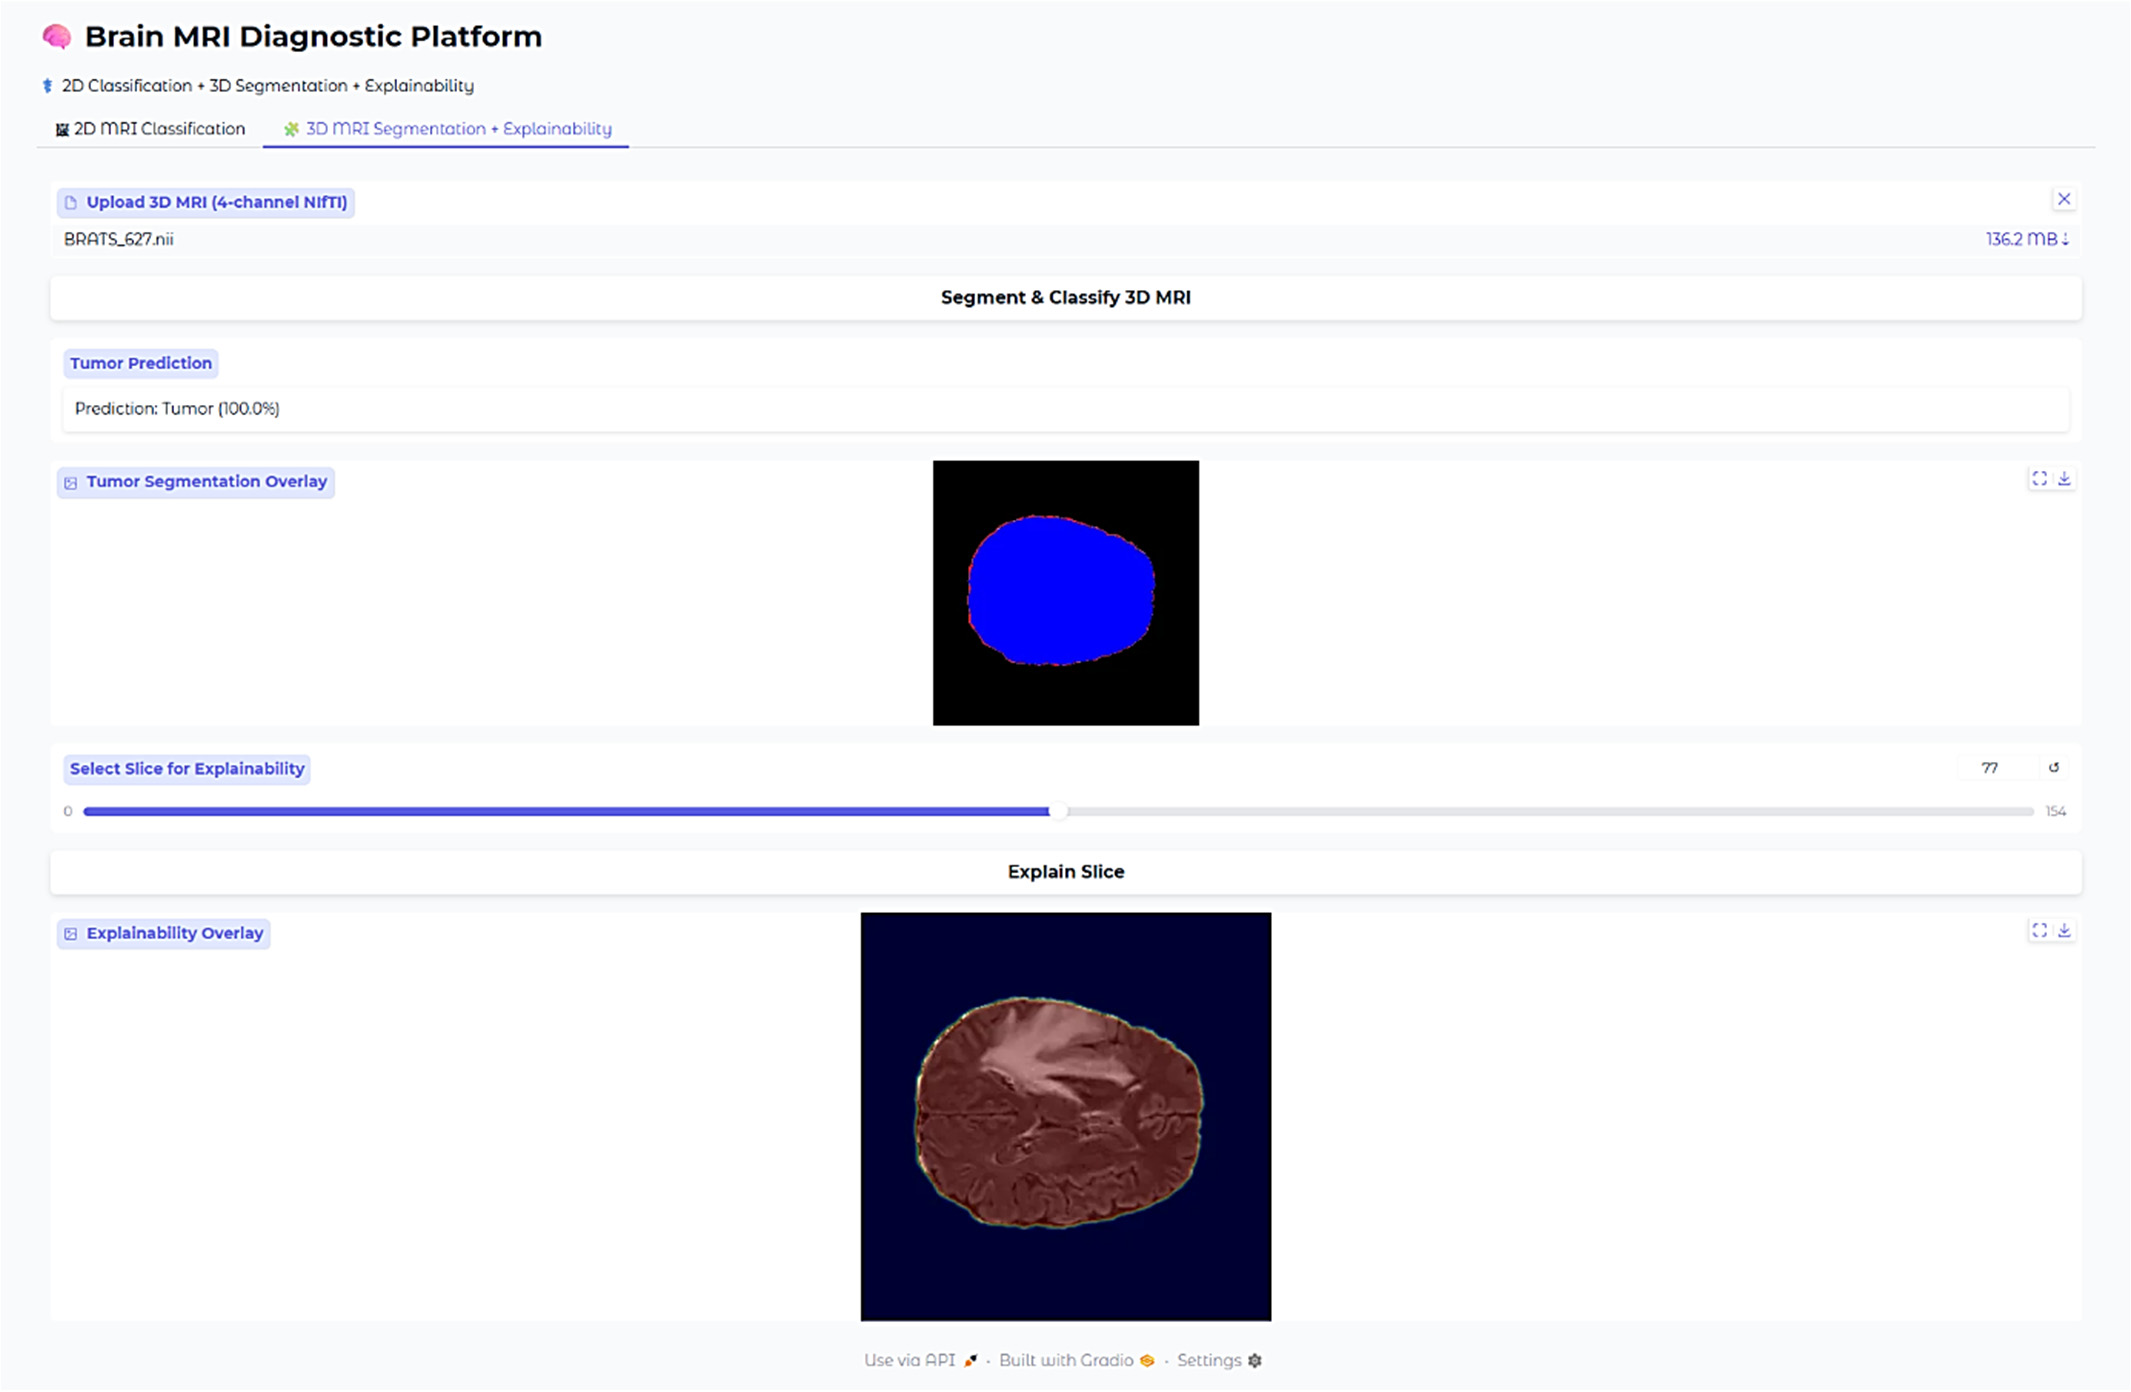 Brain MRI Diagnostic Platform
2D Classification + 3D Segmentation + Explainability
2D MRI Classification
3D MRI Segmentation + Explainability
Upload 3D MRI (4-channel NIfTI)
BRATS_627.nii
136.2 MB↓
Segment & Classify 3D MRI
Tumor Prediction
Prediction: Tumor (100.0%)
Tumor Segmentation Overlay
Select Slice for Explainability
77
0
154
Explain Slice
Explainability Overlay
Use via API · Built with Gradio · Settings